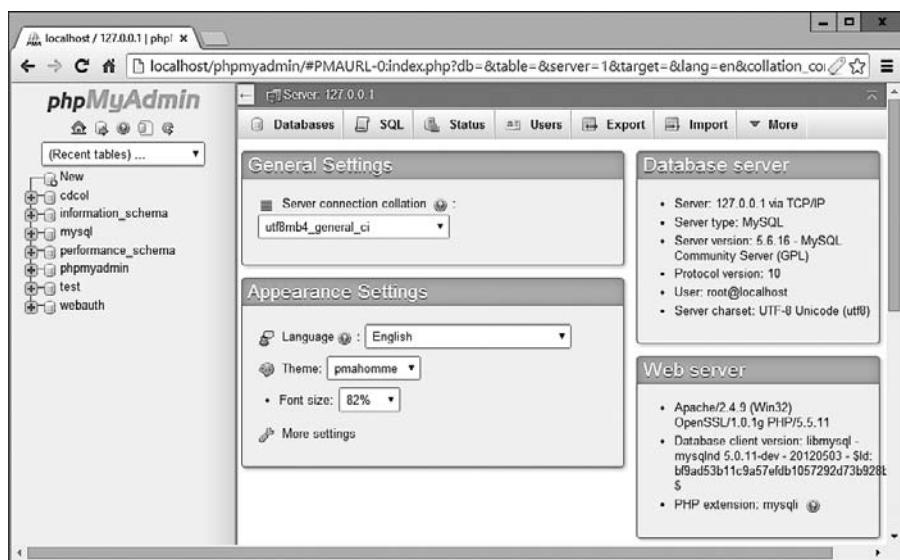 localhost / 127.0.0.1 | phpl
localhost/phpmyadmin/#PMAURL-0:index.php?db=&table=&server=1&target=&lang=en&collation_co
phpMyAdmin
(Recent tables) ...
New
cdcol
information_schema
mysql
performance_schema
phpmyadmin
test
webauth
Server: 127.0.0.1
Databases
SQL
Status
Users
Export
Import
More
General Settings
Server connection collation :
utf8mb4_general_ci
Appearance Settings
Language : English
Theme: pmahomme
• Font size: 82%
More settings
Database server
• Server: 127.0.0.1 via TCP/IP
• Server type: MySQL
• Server version: 5.6.16 - MySQL
Community Server (GPL)
• Protocol version: 10
• User: root@localhost
• Server charset: UTF-8 Unicode (utf8)
Web server
• Apache/2.4.9 (Win32)
OpenSSL/1.0.1g PHP/5.5.11
• Database client version: libmysql -
mysqlnd 5.0.11-dev - 20120503 - $Id:
bf9ad53b11c9a57efdb1057292d73b928b
$
• PHP extension: mysqli